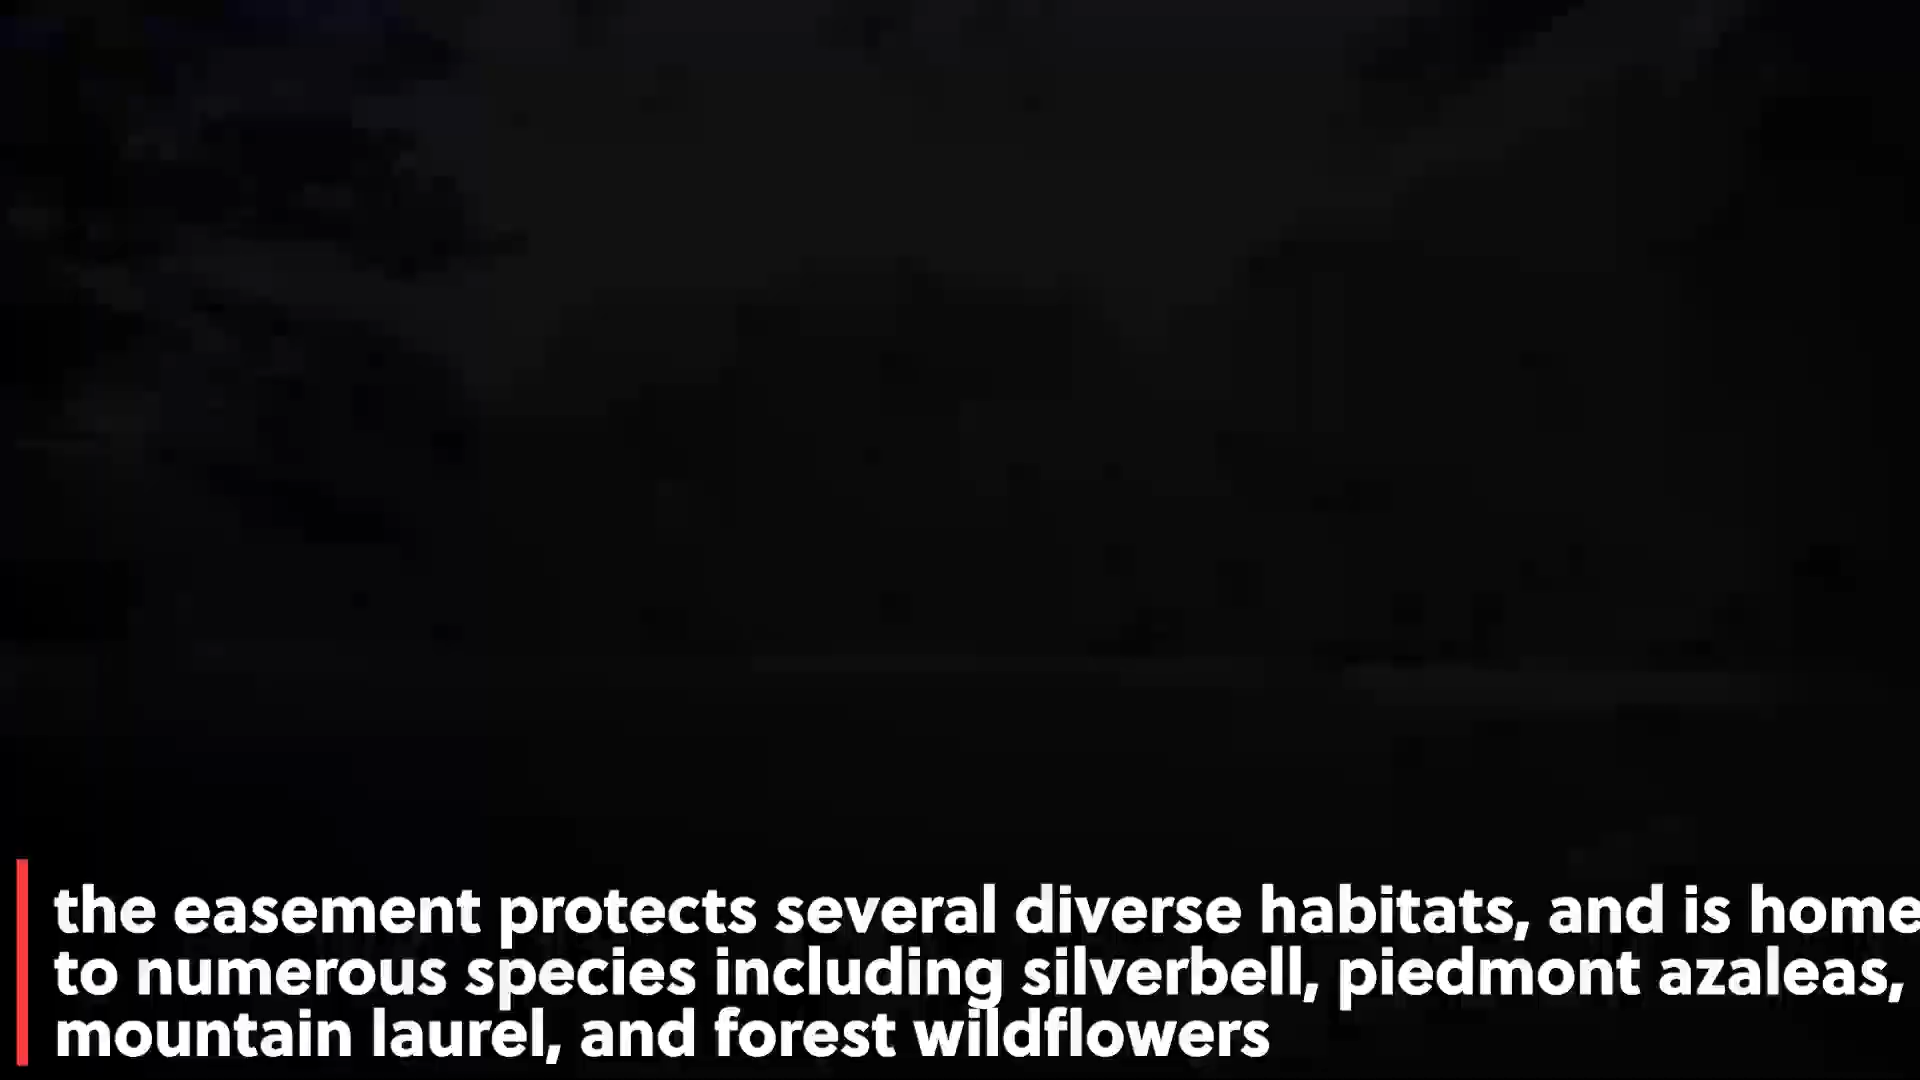 the easement protects several diverse habitats, and is home
to numerous species including silverbell, piedmont azaleas,
mountain laurel, and forest wildflowers